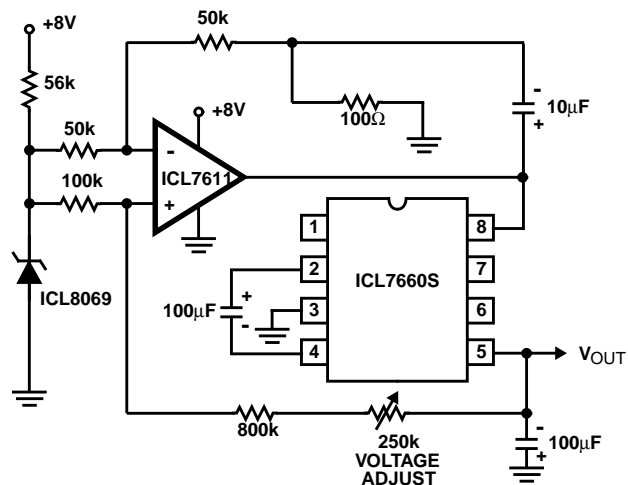 +8V
50k
56k
+8V
-
10µF
+
50k
100Ω
-
ICL7611
100k
+
1
8
ICL8069
2
ICL7660S
7
+
100µF
3
6
-
4
5
VOUT
-
800k
250k
100µF
+
VOLTAGE
ADJUST